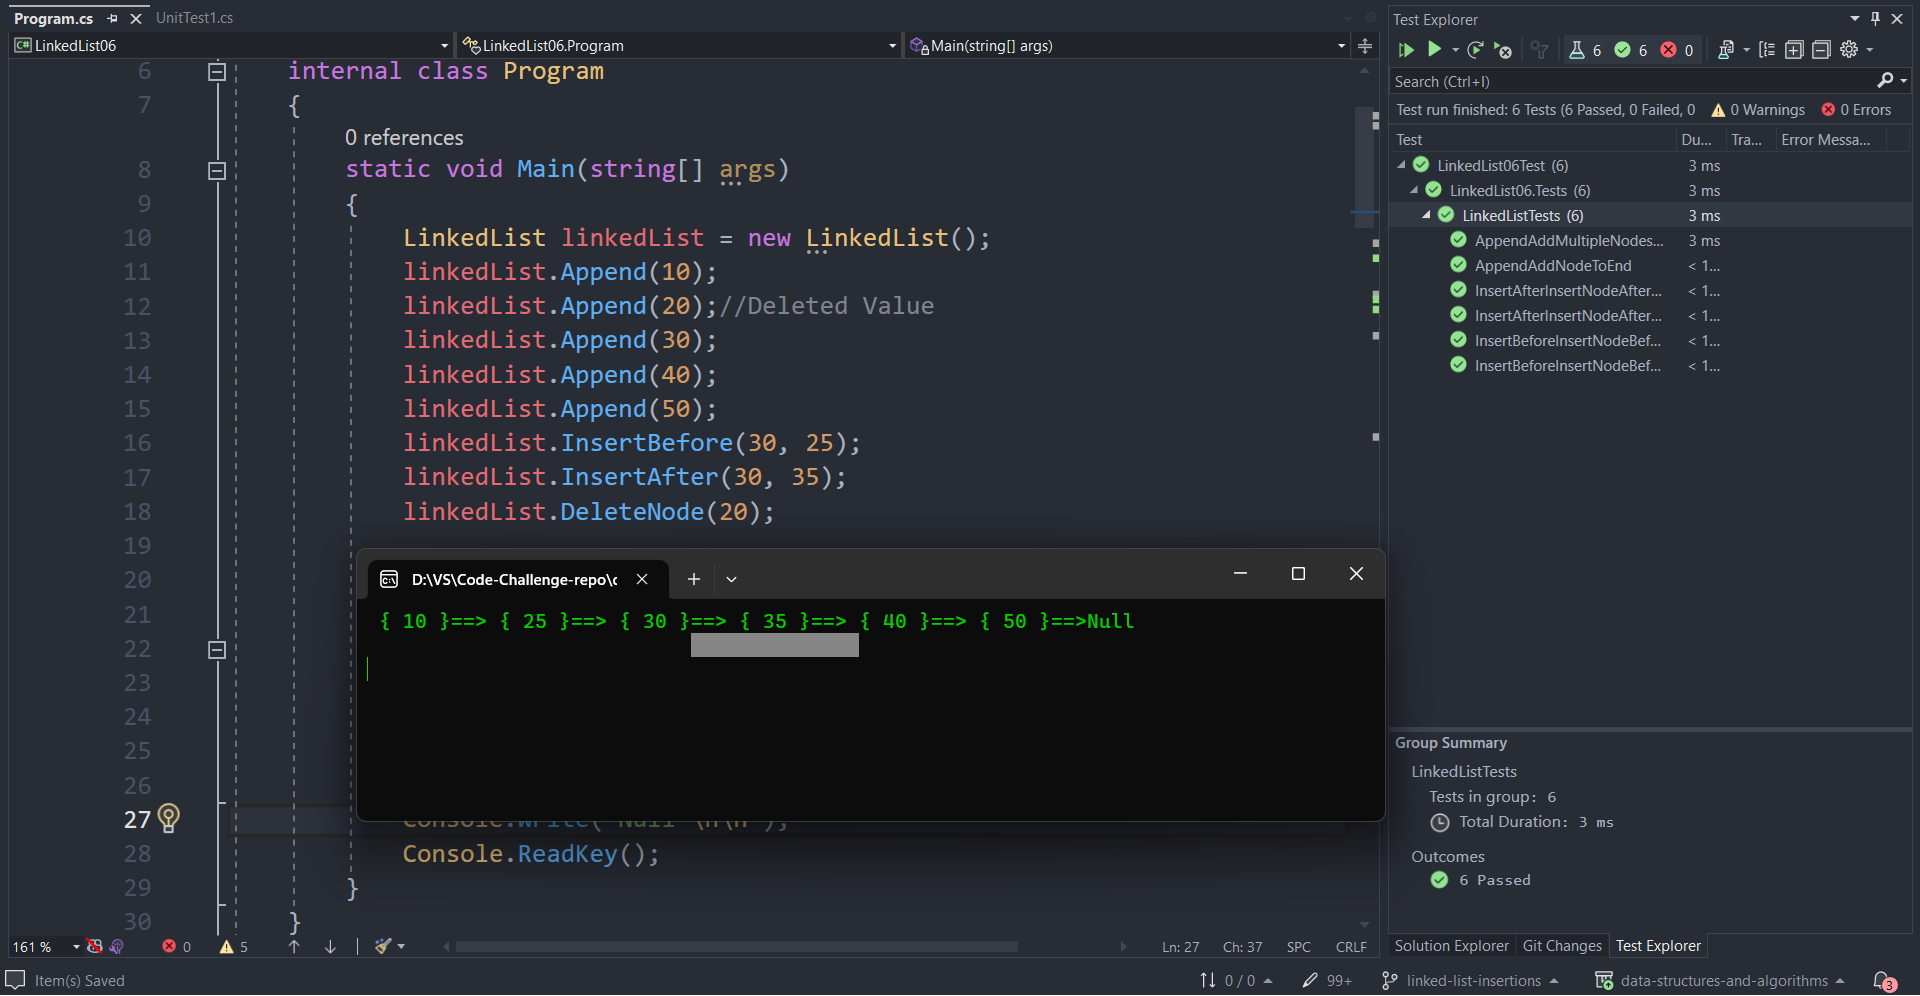 Program.cs
UnitTest1.cs
C# LinkedList06
LinkedList06.Program
Main(string[] args)
6 internal class Program
7 {
0 references
8 static void Main(string[] args)
9 {
10 LinkedList linkedList = new LinkedList();
11 linkedList.Append(10);
12 linkedList.Append(20);//Deleted Value
13 linkedList.Append(30);
14 linkedList.Append(40);
15 linkedList.Append(50);
16 linkedList.InsertBefore(30, 25);
17 linkedList.InsertAfter(30, 35);
18 linkedList.DeleteNode(20);
19
20
21
22
23
24
25
26
27
28 Console.ReadKey();
29 }
30 }
D:\VS\Code-Challenge-repo\
{ 10 }==> { 25 }==> { 30 }==> { 35 }==> { 40 }==> { 50 }==>Null
161 %
0
5
Ln: 27 Ch: 37 SPC CRLF
Test Explorer
6 6 0
Search (Ctrl+I)
Test run finished: 6 Tests (6 Passed, 0 Failed, 0 0 Warnings 0 Errors
Test Du... Tra... Error Messa...
LinkedList06Test (6) 3 ms
LinkedList06.Tests (6) 3 ms
LinkedListTests (6) 3 ms
AppendAddMultipleNodes... 3 ms
AppendAddNodeToEnd < 1...
InsertAfterInsertNodeAfter... < 1...
InsertAfterInsertNodeAfter... < 1...
InsertBeforeInsertNodeBef... < 1...
InsertBeforeInsertNodeBef... < 1...
Group Summary
LinkedListTests
Tests in group: 6
Total Duration: 3 ms
Outcomes
6 Passed
Solution Explorer Git Changes Test Explorer
Item(s) Saved
0 / 0
99+
linked-list-insertions
data-structures-and-algorithms
3